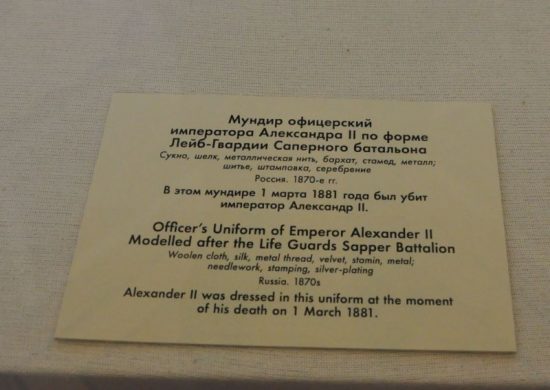 Мундир офицерский
императора Александра II по форме
Лейб-Гвардии Саперного батальона
Сукно, шелк, металлическая нить, бархат, стамед, металл;
шитье, штамповка, серебрение
Россия. 1870-е гг.
В этом мундире 1 марта 1881 года был убит
император Александр II.
Officer's Uniform of Emperor Alexander II
Modelled after the Life Guards Sapper Battalion
Woolen cloth, silk, metal thread, velvet, stamin, metal;
needlework, stamping, silver-plating
Russia. 1870s
Alexander II was dressed in this uniform at the moment
of his death on 1 March 1881.